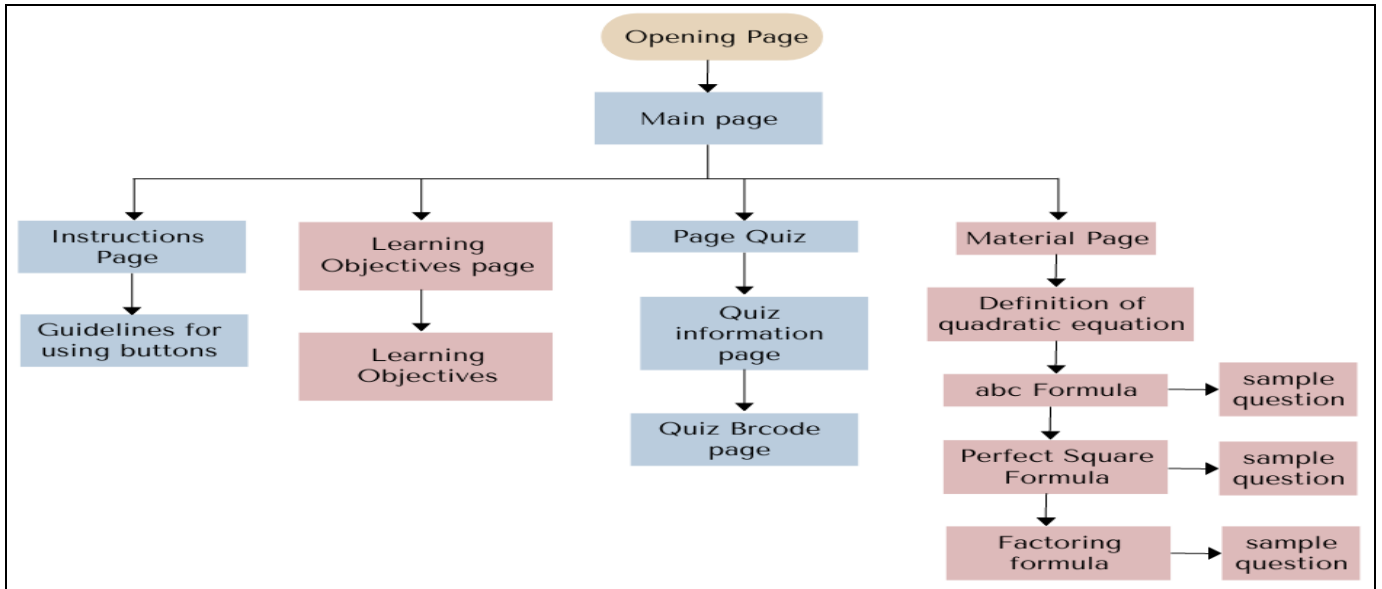 Opening Page
Main page
Instructions
Page
Guidelines for
using buttons
Learning
Objectives page
Learning
Objectives
Page Quiz
Quiz
information
page
Quiz Brcode
page
Material Page
Definition of
quadratic equation
abc Formula
sample
question
Perfect Square
Formula
sample
question
Factoring
formula
sample
question